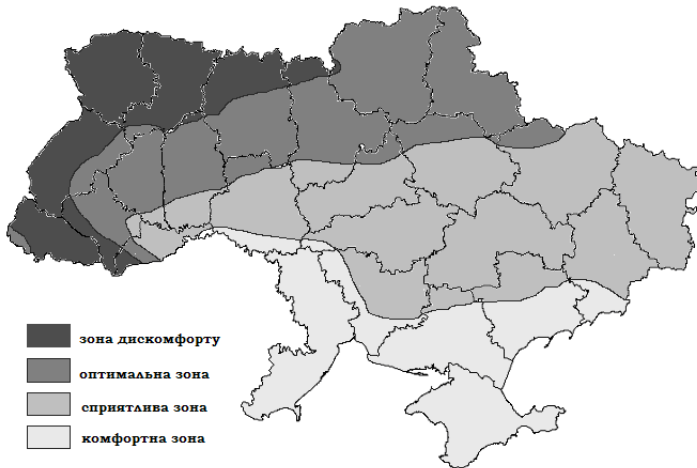 зона дискомфорту
оптимальна зона
сприятлива зона
комфортна зона